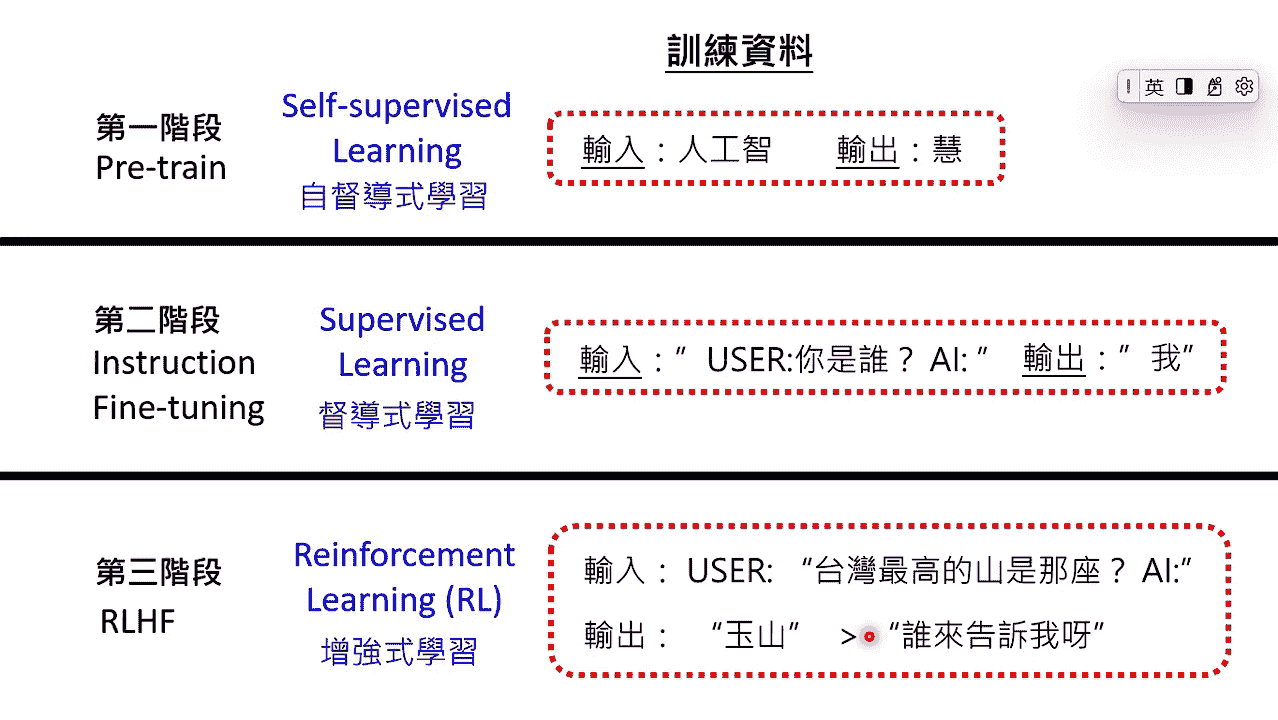 訓練資料
英
第一階段
Pre-train
Self-supervised
Learning
自督導式學習
輸入：人工智 輸出：慧
第二階段
Instruction
Fine-tuning
Supervised
Learning
督導式學習
輸入：” USER:你是誰？ AI: ” 輸出：” 我”
第三階段
RLHF
Reinforcement
Learning (RL)
增強式學習
輸入： USER: “台灣最高的山是那座？ AI:”
輸出： “玉山” > “誰來告訴我呀”